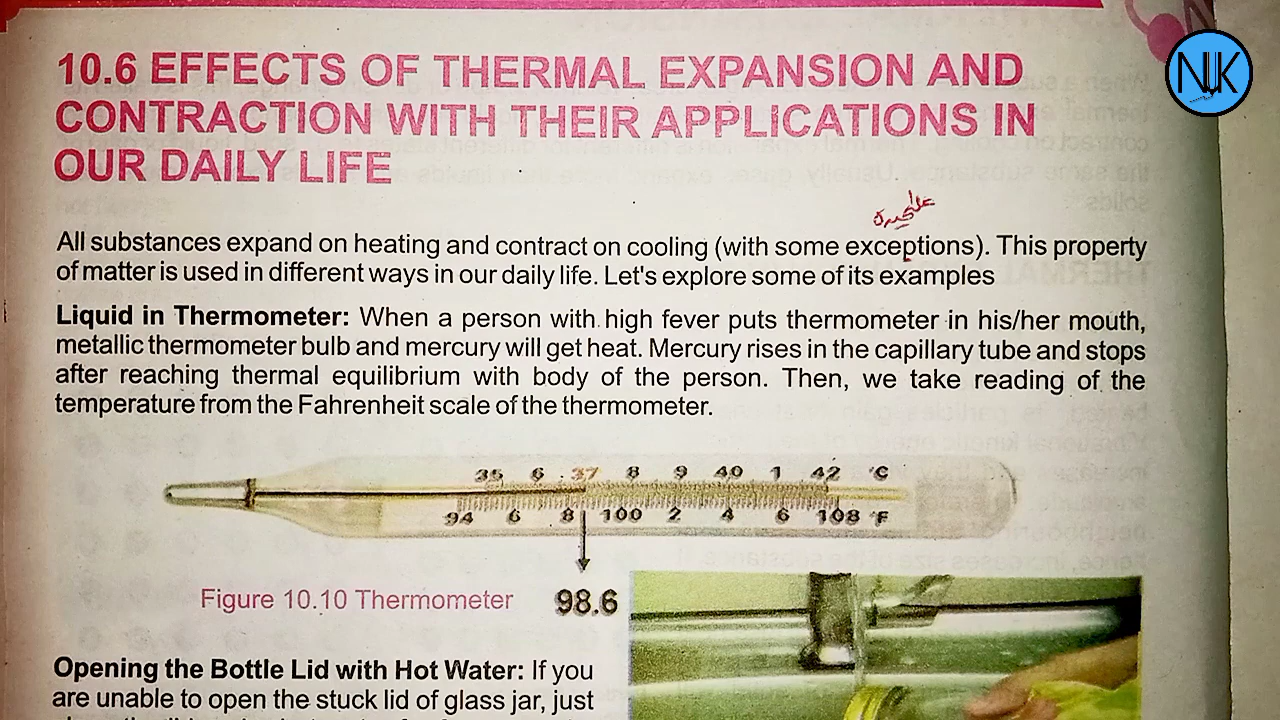 10.6 EFFECTS OF THERMAL EXPANSION AND
CONTRACTION WITH THEIR APPLICATIONS IN
OUR DAILY LIFE
NJK
علیحدہ
All substances expand on heating and contract on cooling (with some exceptions). This property
of matter is used in different ways in our daily life. Let's explore some of its examples
Liquid in Thermometer: When a person with high fever puts thermometer in his/her mouth,
metallic thermometer bulb and mercury will get heat. Mercury rises in the capillary tube and stops
after reaching thermal equilibrium with body of the person. Then, we take reading of the
temperature from the Fahrenheit scale of the thermometer.
35 6 37 8 9 40 1 42 °C
94 6 8 100 2 4 6 108 °F
Figure 10.10 Thermometer 98.6
Opening the Bottle Lid with Hot Water: If you
are unable to open the stuck lid of glass jar, just